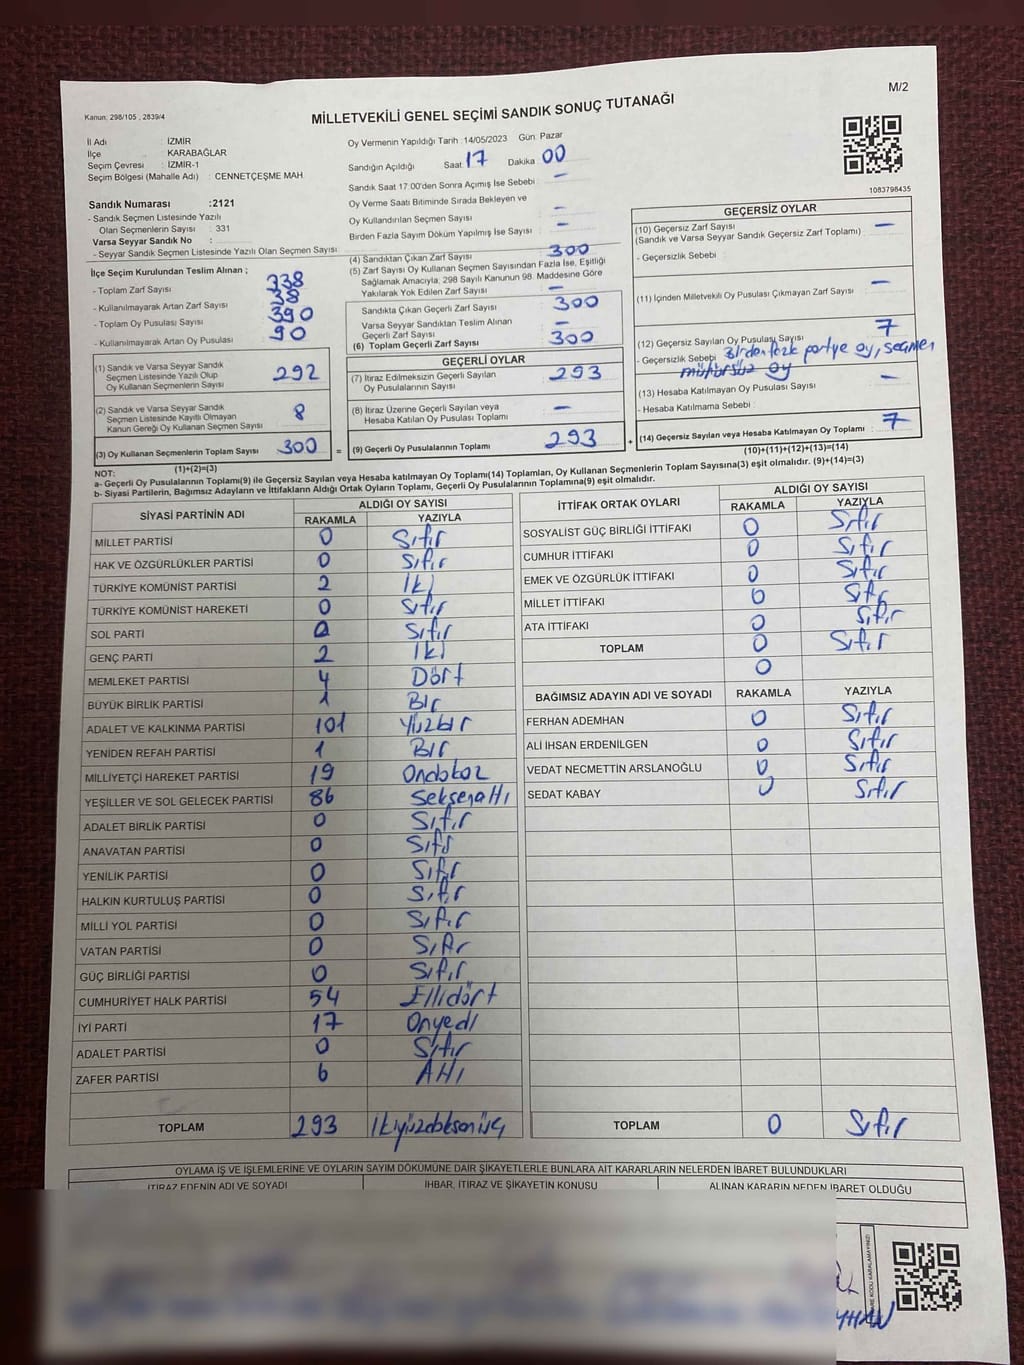 M/2
Kanun: 298/105 , 2839/4
MİLLETVEKİLİ GENEL SEÇİMİ SANDIK SONUÇ TUTANAĞI
İl Adı : İZMİR
İlçe : KARABAĞLAR
Seçim Çevresi : İZMİR-1
Seçim Bölgesi (Mahalle Adı) : CENNETÇEŞME MAH.
Sandık Numarası :2121
- Sandık Seçmen Listesinde Yazılı
Olan Seçmenlerin Sayısı : 331
Varsa Seyyar Sandık No :
- Seyyar Sandık Seçmen Listesinde Yazılı Olan Seçmen Sayısı:
Oy Vermenin Yapıldığı Tarih :14/05/2023 Gün: Pazar
Sandığın Açıldığı Saat: 17 Dakika: 00
Sandık Saat 17.00'den Sonra Açımış İse Sebebi : -
Oy Verme Saati Bitiminde Sırada Bekleyen ve
Oy Kullandırılan Seçmen Sayısı : -
Birden Fazla Sayım Döküm Yapılmış İse Sayısı : -
1083798435
İlçe Seçim Kurulundan Teslim Alınan ;
- Toplam Zarf Sayısı : 338
- Kullanılmayarak Artan Zarf Sayısı : 38
- Toplam Oy Pusulası Sayısı : 390
- Kullanılmayarak Artan Oy Pusulası : 90
(4) Sandıktan Çıkan Zarf Sayısı : 300
(5) Zarf Sayısı Oy Kullanan Seçmen Sayısından Fazla İse, Eşitliği
Sağlamak Amacıyla, 298 Sayılı Kanunun 98. Maddesine Göre
Yakılarak Yok Edilen Zarf Sayısı : -
Sandıkta Çıkan Geçerli Zarf Sayısı : 300
Varsa Seyyar Sandıktan Teslim Alınan
Geçerli Zarf Sayısı : -
(6) Toplam Geçerli Zarf Sayısı : 300
(1) Sandık ve Varsa Seyyar Sandık
Seçmen Listesinde Yazılı Olup
Oy Kullanan Seçmenlerin Sayısı : 292
(2) Sandık ve Varsa Seyyar Sandık
Seçmen Listesinde Kayıtlı Olmayan
Kanun Gereği Oy Kullanan Seçmen Sayısı : 8
(3) Oy Kullanan Seçmenlerin Toplam Sayısı : 300
(1)+(2)=(3)
GEÇERLİ OYLAR
(7) İtiraz Edilmeksizin Geçerli Sayılan
Oy Pusulalarının Sayısı : 293
(8) İtiraz Üzerine Geçerli Sayılan veya
Hesaba Katılan Oy Pusulası Toplamı : -
= (9) Geçerli Oy Pusulalarının Toplamı : 293
GEÇERSİZ OYLAR
(10) Geçersiz Zarf Sayısı
(Sandık ve Varsa Seyyar Sandık Geçersiz Zarf Toplamı) : -
- Geçersizlik Sebebi :
(11) İçinden Milletvekili Oy Pusulası Çıkmayan Zarf Sayısı : -
(12) Geçersiz Sayılan Oy Pusulası Sayısı : 7
- Geçersizlik Sebebi : Birden fazla partiye oy, seçmen
mühürsüz oy
(13) Hesaba Katılmayan Oy Pusulası Sayısı : -
- Hesaba Katılmama Sebebi :
+ (14) Geçersiz Sayılan veya Hesaba Katılmayan Oy Toplamı : 7
(10)+(11)+(12)+(13)=(14)
NOT:
a- Geçerli Oy Pusulalarının Toplamı(9) ile Geçersiz Sayılan veya Hesaba katılmayan Oy Toplamı(14) Toplamları, Oy Kullanan Seçmenlerin Toplam Sayısına(3) eşit olmalıdır. (9)+(14)=(3)
b- Siyasi Partilerin, Bağımsız Adayların ve İttifakların Aldığı Ortak Oyların Toplamı, Geçerli Oy Pusulalarının Toplamına(9) eşit olmalıdır.
SİYASİ PARTİNİN ADI ALDIĞI OY SAYISI
RAKAMLA YAZIYLA
MİLLET PARTİSİ 0 Sıfır
HAK VE ÖZGÜRLÜKLER PARTİSİ 0 Sıfır
TÜRKİYE KOMÜNİST PARTİSİ 2 İki
TÜRKİYE KOMÜNİST HAREKETİ 0 Sıfır
SOL PARTİ 0 Sıfır
GENÇ PARTİ 2 İki
MEMLEKET PARTİSİ 4 Dört
BÜYÜK BİRLİK PARTİSİ 1 Bir
ADALET VE KALKINMA PARTİSİ 101 Yüzbir
YENİDEN REFAH PARTİSİ 1 Bir
MİLLİYETÇİ HAREKET PARTİSİ 19 Ondokuz
YEŞİLLER VE SOL GELECEK PARTİSİ 86 Seksenaltı
ADALET BİRLİK PARTİSİ 0 Sıfır
ANAVATAN PARTİSİ 0 Sıfır
YENİLİK PARTİSİ 0 Sıfır
HALKIN KURTULUŞ PARTİSİ 0 Sıfır
MİLLİ YOL PARTİSİ 0 Sıfır
VATAN PARTİSİ 0 Sıfır
GÜÇ BİRLİĞİ PARTİSİ 0 Sıfır
CUMHURİYET HALK PARTİSİ 54 Ellidört
İYİ PARTİ 17 Onyedi
ADALET PARTİSİ 0 Sıfır
ZAFER PARTİSİ 6 Altı
TOPLAM 293 İkiyüzdoksanüç
İTTİFAK ORTAK OYLARI ALDIĞI OY SAYISI
RAKAMLA YAZIYLA
SOSYALİST GÜÇ BİRLİĞİ İTTİFAKI 0 Sıfır
CUMHUR İTTİFAKI 0 Sıfır
EMEK VE ÖZGÜRLÜK İTTİFAKI 0 Sıfır
MİLLET İTTİFAKI 0 Sıfır
ATA İTTİFAKI 0 Sıfır
TOPLAM 0 Sıfır
0
BAĞIMSIZ ADAYIN ADI VE SOYADI RAKAMLA YAZIYLA
FERHAN ADEMHAN 0 Sıfır
ALİ İHSAN ERDENİLGEN 0 Sıfır
VEDAT NECMETTİN ARSLANOĞLU 0 Sıfır
SEDAT KABAY 0 Sıfır
TOPLAM 0 Sıfır
OYLAMA İŞ VE İŞLEMLERİNE VE OYLARIN SAYIM DÖKÜMÜNE DAİR ŞİKAYETLERLE BUNLARA AİT KARARLARIN NELERDEN İBARET BULUNDUKLARI
İTİRAZ EDENİN ADI VE SOYADI İHBAR, İTİRAZ VE ŞİKAYETİN KONUSU ALINAN KARARIN NEDEN İBARET OLDUĞU